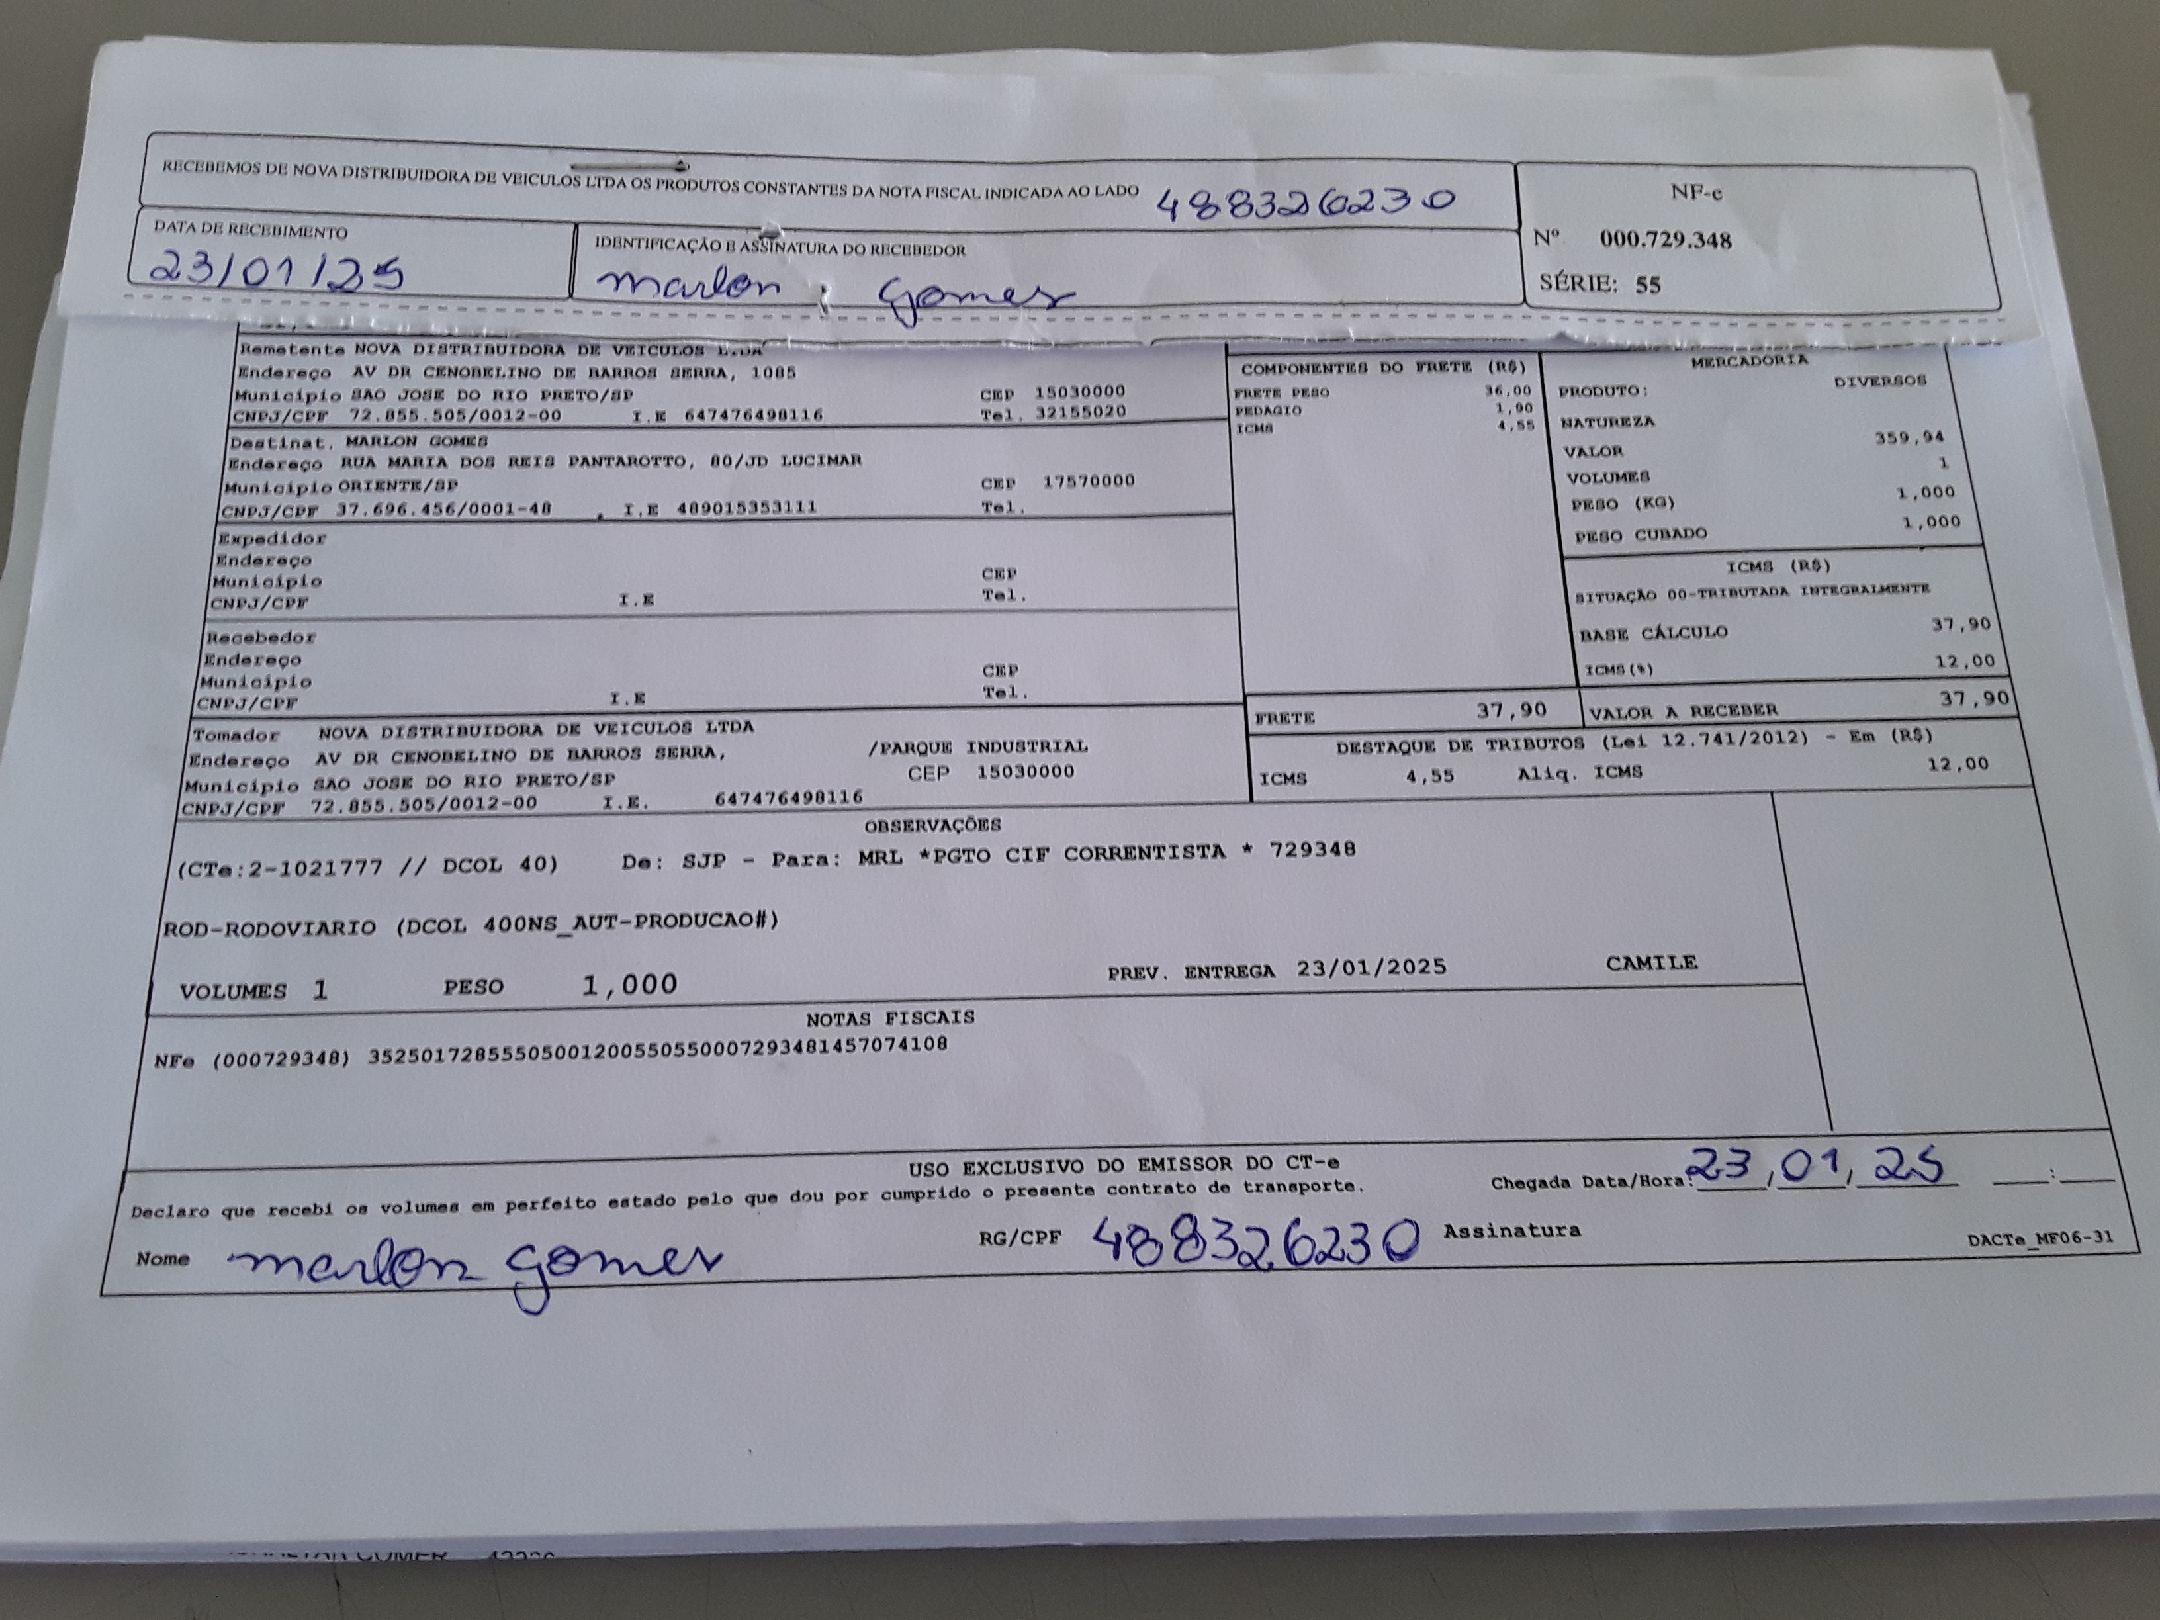 RECEBEMOS DE NOVA DISTRIBUIDORA DE VEICULOS LTDA OS PRODUTOS CONSTANTES DA NOTA FISCAL INDICADA AO LADO 488326230
DATA DE RECEBIMENTO
23/01/25
IDENTIFICAÇÃO E ASSINATURA DO RECEBEDOR
marlon gomes
NF-e
Nº 000.729.348
SÉRIE: 55
Remetente NOVA DISTRIBUIDORA DE VEICULOS LTDA
Endereço AV DR CENOBELINO DE BARROS SERRA, 1085
Município SAO JOSE DO RIO PRETO/SP CEP 15030000
CNPJ/CPF 72.855.505/0012-00 I.E 647476498116 Tel. 32155020
Destinat. MARLON GOMES
Endereço RUA MARIA DOS REIS PANTAROTTO, 80/JD LUCIMAR
Município ORIENTE/SP CEP 17570000
CNPJ/CPF 37.696.456/0001-48 I.E 489015353111 Tel.
Expedidor
Endereço
Município CEP
CNPJ/CPF I.E Tel.
Recebedor
Endereço
Município CEP
CNPJ/CPF I.E Tel.
Tomador NOVA DISTRIBUIDORA DE VEICULOS LTDA
Endereço AV DR CENOBELINO DE BARROS SERRA, /PARQUE INDUSTRIAL
Município SAO JOSE DO RIO PRETO/SP CEP 15030000
CNPJ/CPF 72.855.505/0012-00 I.E. 647476498116
COMPONENTES DO FRETE (R$)
FRETE PESO 36,00
PEDAGIO 1,90
ICMS 4,55
FRETE 37,90
MERCADORIA
PRODUTO: DIVERSOS
NATUREZA
VALOR 359,94
VOLUMES 1
PESO (KG) 1,000
PESO CUBADO 1,000
ICMS (R$)
SITUAÇÃO 00-TRIBUTADA INTEGRALMENTE
BASE CÁLCULO 37,90
ICMS(%) 12,00
VALOR A RECEBER 37,90
DESTAQUE DE TRIBUTOS (Lei 12.741/2012) - Em (R$)
ICMS 4,55 Aliq. ICMS 12,00
OBSERVAÇÕES
(CTe:2-1021777 // DCOL 40) De: SJP - Para: MRL *PGTO CIF CORRENTISTA * 729348
ROD-RODOVIARIO (DCOL 400NS_AUT-PRODUCAO#)
VOLUMES 1 PESO 1,000 PREV. ENTREGA 23/01/2025 CAMILE
NOTAS FISCAIS
NFe (000729348) 35250172855505001200550550007293481457074108
USO EXCLUSIVO DO EMISSOR DO CT-e
Declaro que recebi os volumes em perfeito estado pelo que dou por cumprido o presente contrato de transporte.
Chegada Data/Hora: 23/01/25 :
Nome marlon gomes RG/CPF 488326230 Assinatura
DACTe_MF06-31